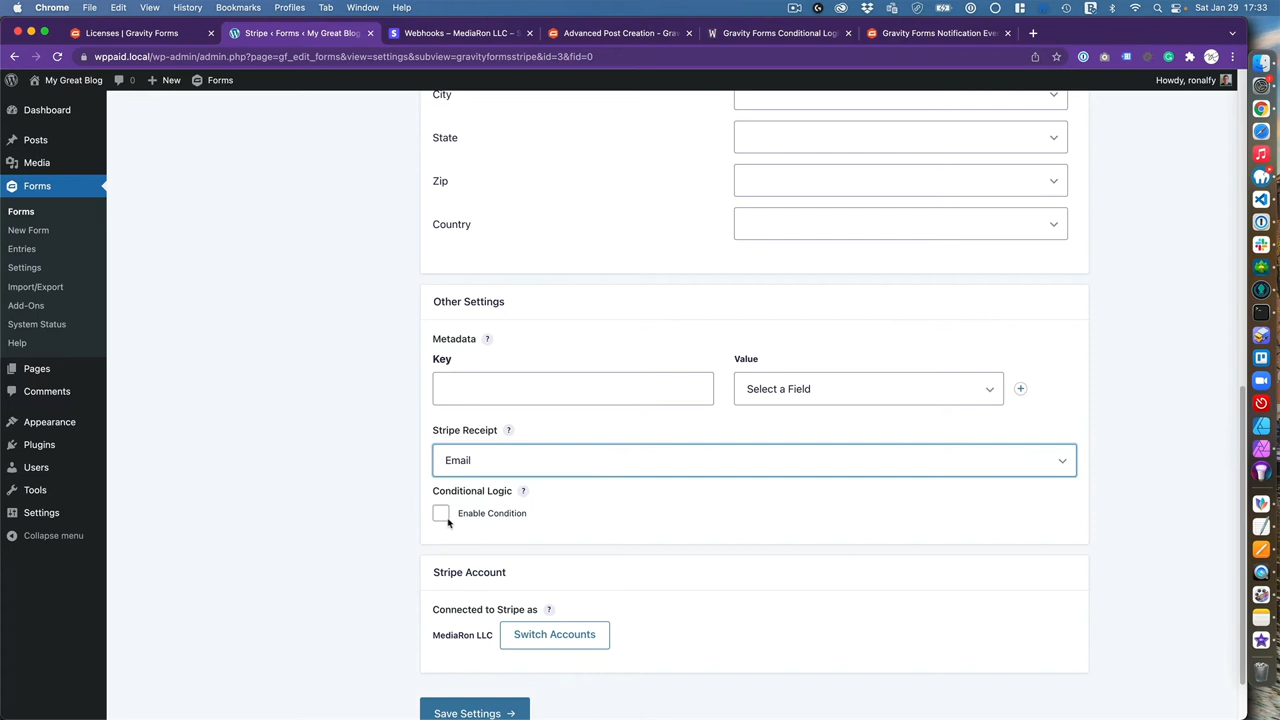 Chrome File Edit View History Bookmarks Profiles Tab Window Help Sat Jan 29 17:33
Licenses | Gravity Forms
Stripe ‹ Forms ‹ My Great Blog
Webhooks – MediaRon LLC –
Advanced Post Creation - Gra
Gravity Forms Conditional Logi
Gravity Forms Notification Eve
wppaid.local/wp-admin/admin.php?page=gf_edit_forms&view=settings&subview=gravityformsstripe&id=3&fid=0
My Great Blog 0 New Forms Howdy, ronalfy
Dashboard
Posts
Media
Forms
Forms
New Form
Entries
Settings
Import/Export
Add-Ons
System Status
Help
Pages
Comments
Appearance
Plugins
Users
Tools
Settings
Collapse menu
City
State
Zip
Country
Other Settings
Metadata ?
Key Value
Select a Field
Stripe Receipt ?
Email
Conditional Logic ?
Enable Condition
Stripe Account
Connected to Stripe as ?
MediaRon LLC Switch Accounts
Save Settings →